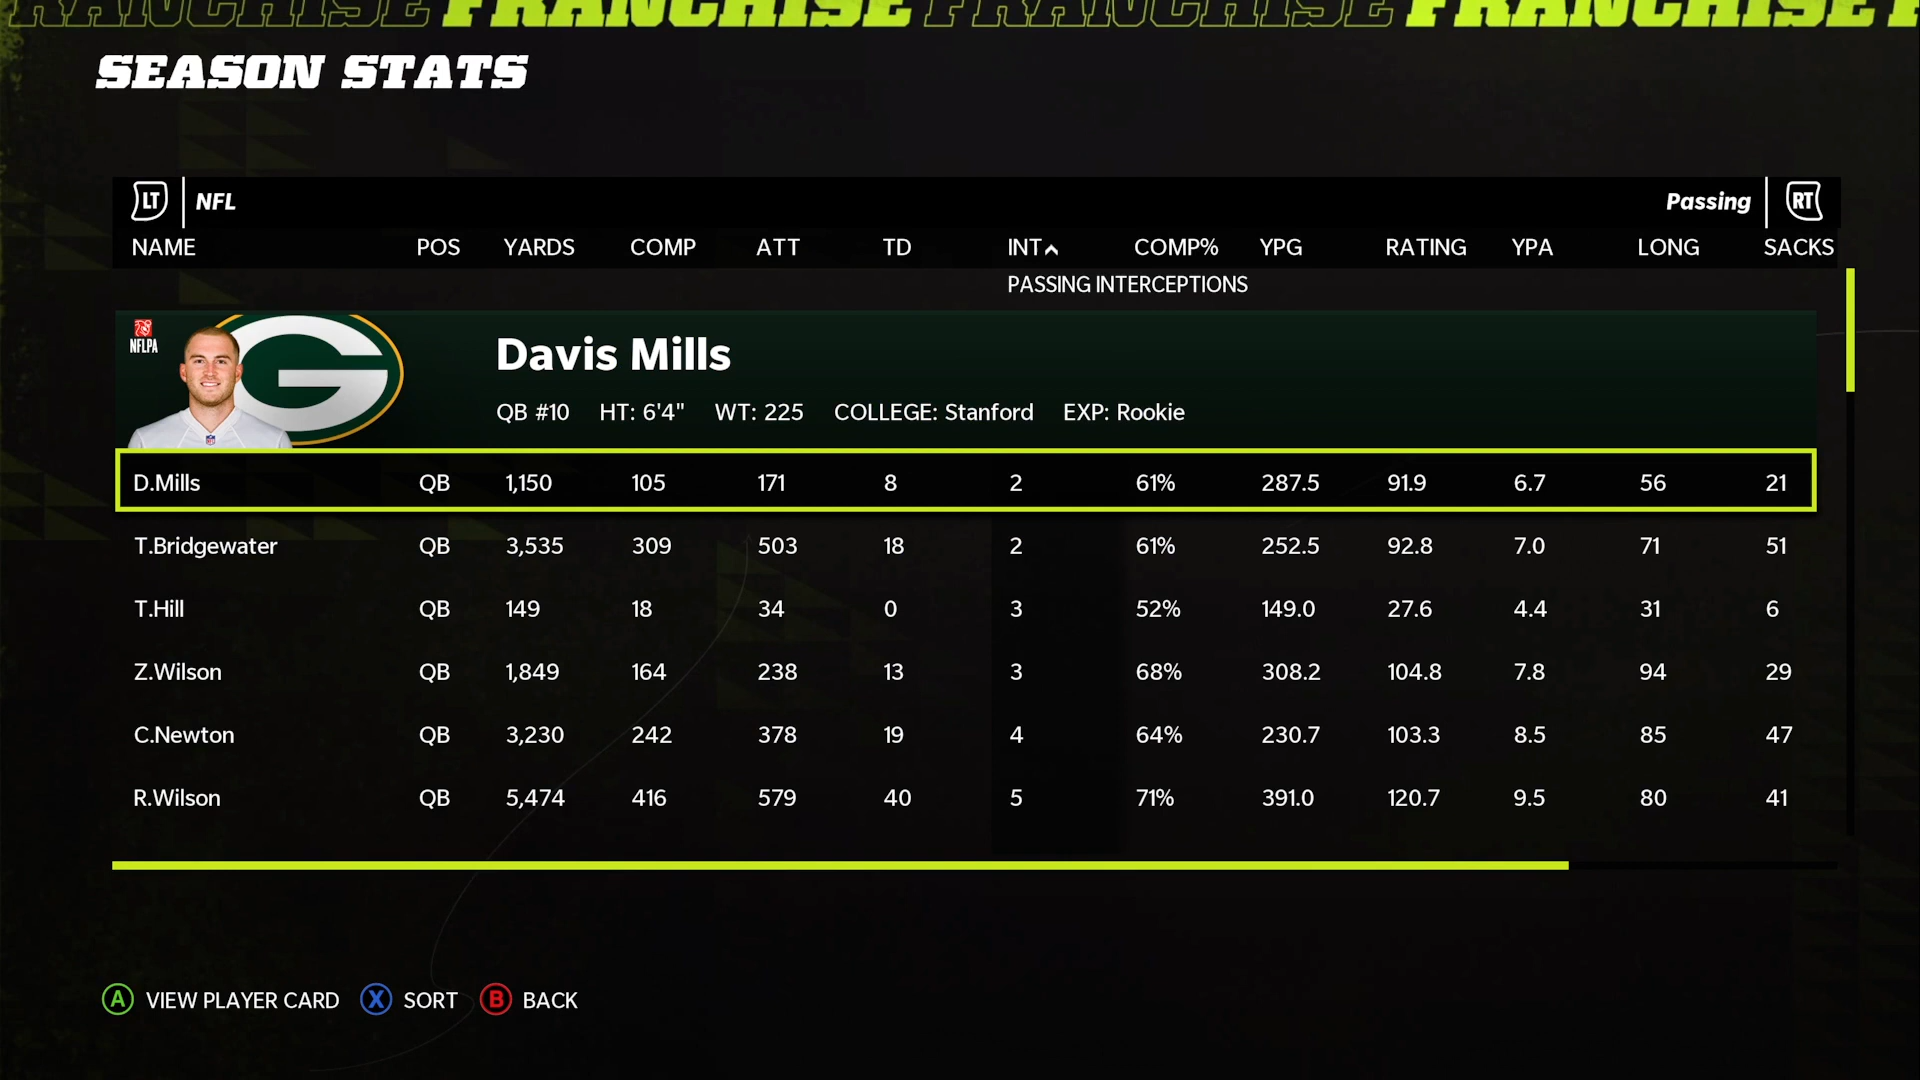 FRANCHISE FRANCHISE FRANCHISE FRANCHISE F
SEASON STATS
LT NFL Passing RT
NAME POS YARDS COMP ATT TD INT COMP% YPG RATING YPA LONG SACKS
PASSING INTERCEPTIONS
NFLPA
Davis Mills
QB #10 HT: 6'4" WT: 225 COLLEGE: Stanford EXP: Rookie
D.Mills QB 1,150 105 171 8 2 61% 287.5 91.9 6.7 56 21
T.Bridgewater QB 3,535 309 503 18 2 61% 252.5 92.8 7.0 71 51
T.Hill QB 149 18 34 0 3 52% 149.0 27.6 4.4 31 6
Z.Wilson QB 1,849 164 238 13 3 68% 308.2 104.8 7.8 94 29
C.Newton QB 3,230 242 378 19 4 64% 230.7 103.3 8.5 85 47
R.Wilson QB 5,474 416 579 40 5 71% 391.0 120.7 9.5 80 41
A VIEW PLAYER CARD X SORT B BACK